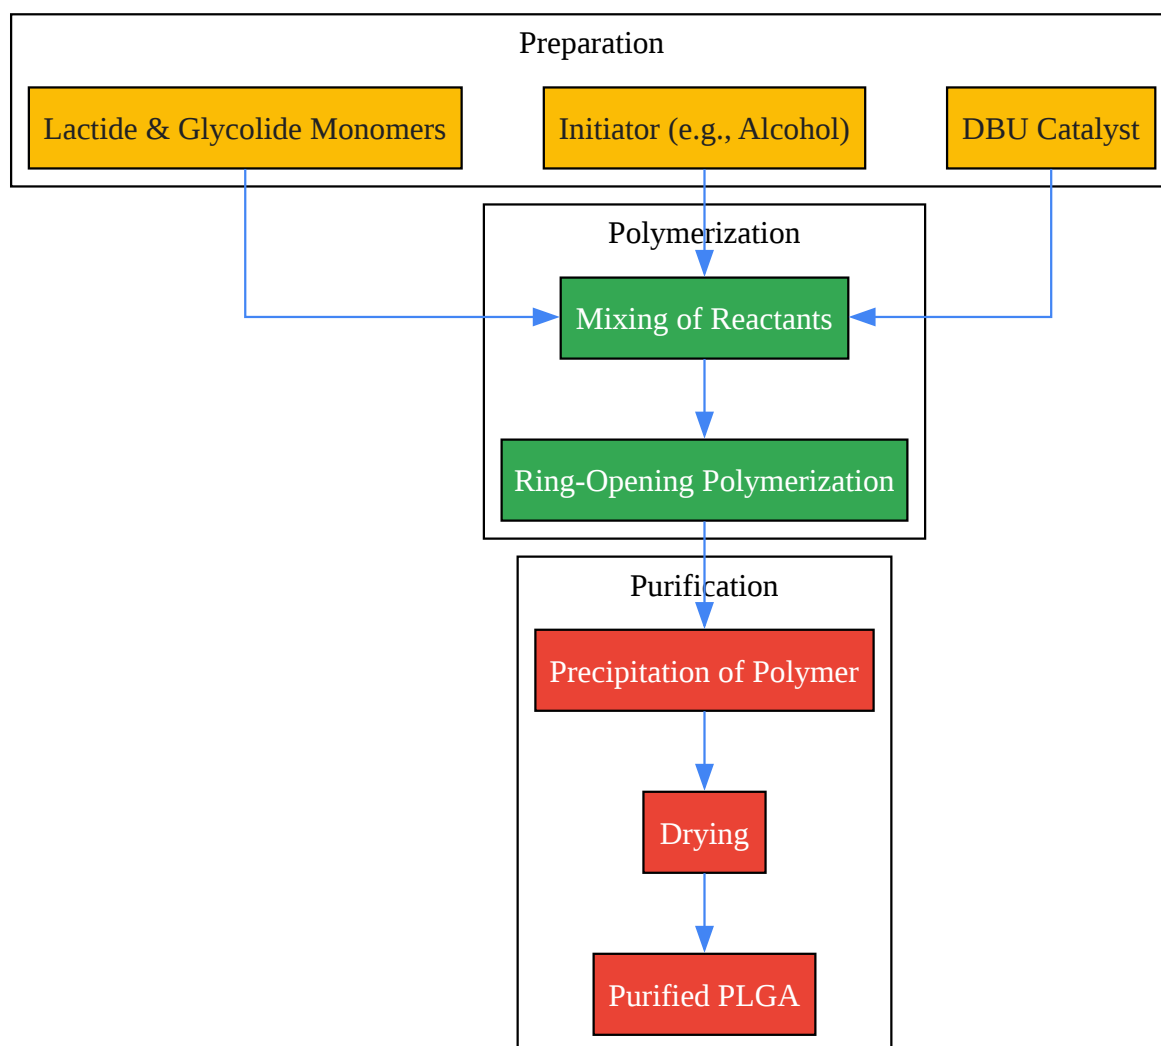 Preparation
Lactide & Glycolide Monomers
Initiator (e.g., Alcohol)
DBU Catalyst
Polymerization
Mixing of Reactants
Ring-Opening Polymerization
Purification
Precipitation of Polymer
Drying
Purified PLGA